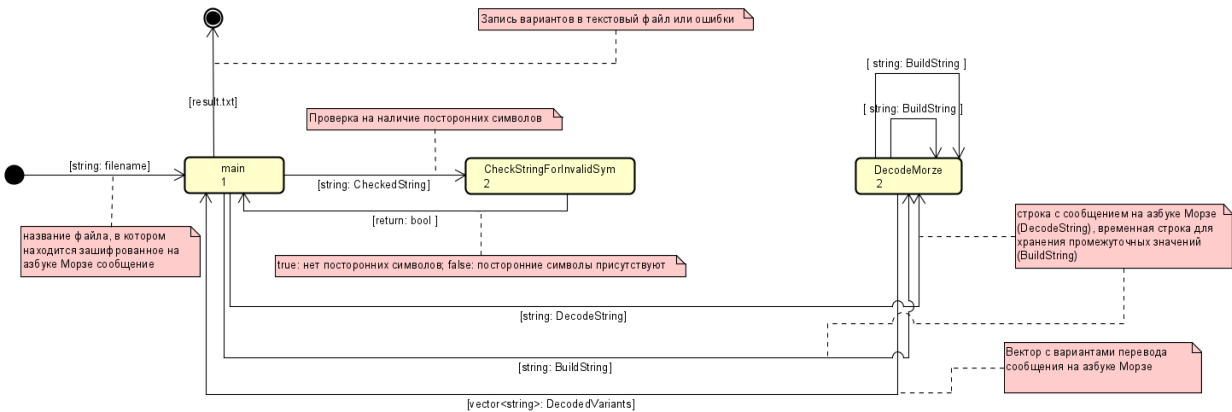 Запись вариантов в текстовый файл или ошибки
[ string: BuildString ]
[result.txt]
[ string: BuildString ]
Проверка на наличие посторонних символов
[string: filename]
main
1
[string: CheckedString]
CheckStringForInvalidSym
2
DecodeMorze
2
[return: bool ]
название файла, в котором
находится зашифрованное на
азбуке Морзе сообщение
true: нет посторонних символов; false: посторонние символы присутствуют
строка с сообщением на азбуке Морзе
(DecodeString), временная строка для
хранения промежуточных значений
(BuildString)
[string: DecodeString]
[string: BuildString]
Вектор с вариантами перевода
сообщения на азбуке Морзе
[vector<string>: DecodedVariants]